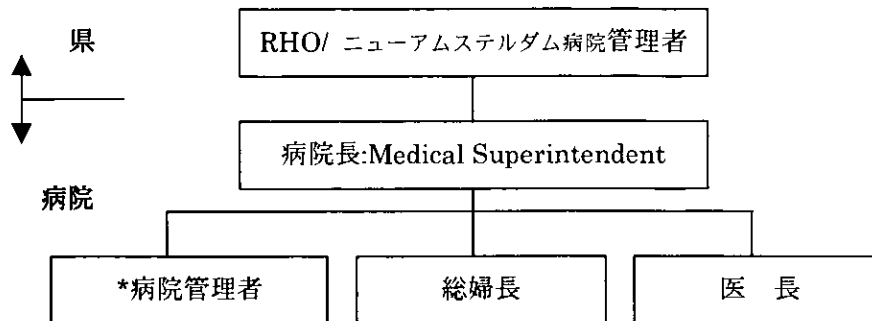 県
RHO/ ニューアムステルダム病院管理者
病院長:Medical Superintendent
病院
*病院管理者
総婦長
医 長